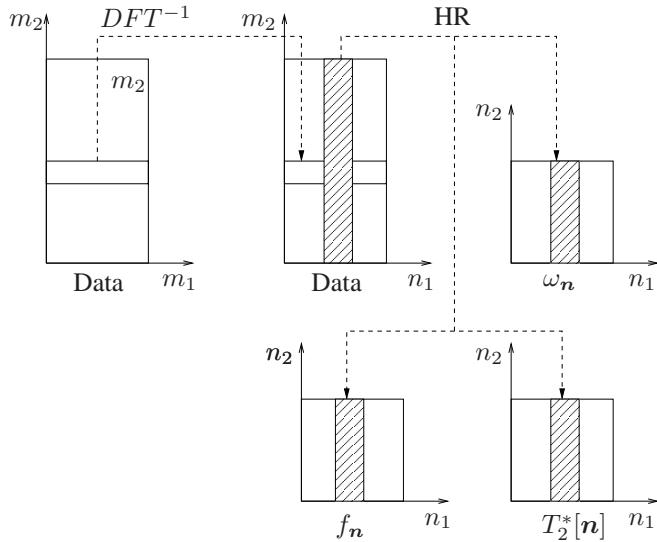 m₂
DFT⁻¹
m₂
HR
m₂
n₂
Data
m₁
Data
n₁
ωₙ
n₁
n₂
n₂
fₙ
n₁
T₂*[n]
n₁